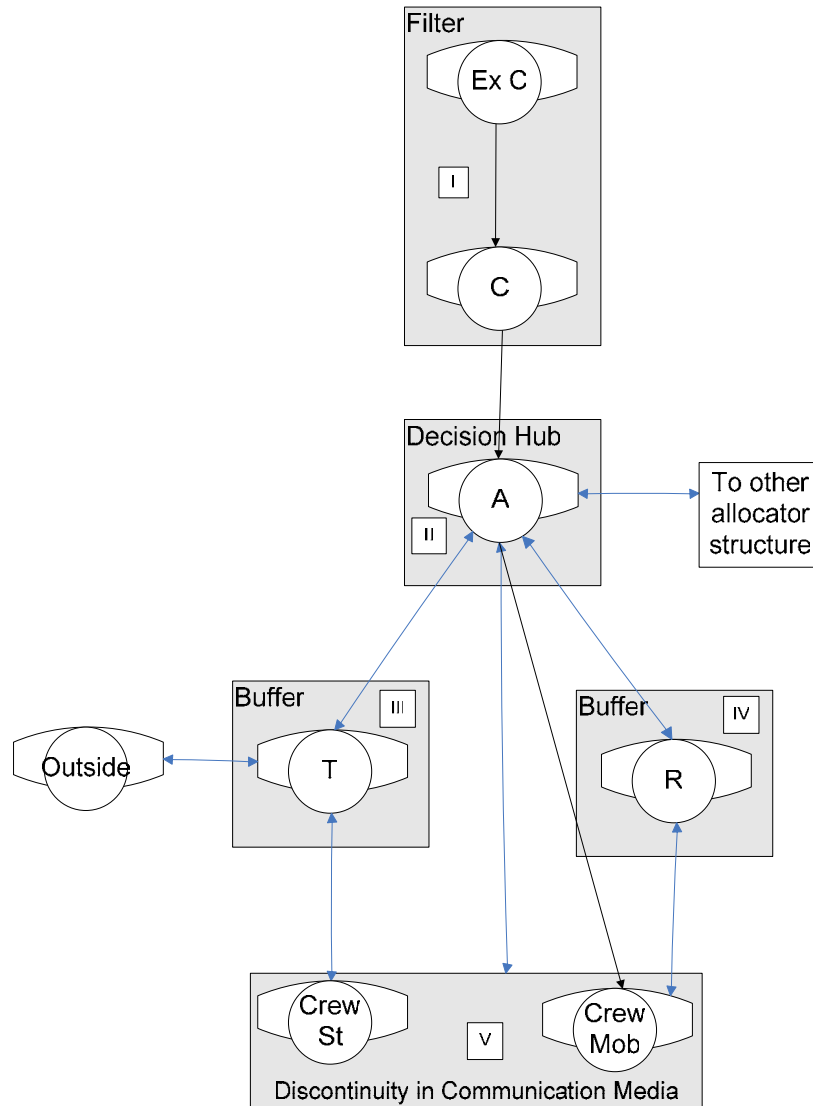 Filter
Ex C
I
C
Decision Hub
A
II
To other
allocator
structure
Buffer
III
Buffer
IV
Outside
T
R
Crew
St
Crew
Mob
V
Discontinuity in Communication Media